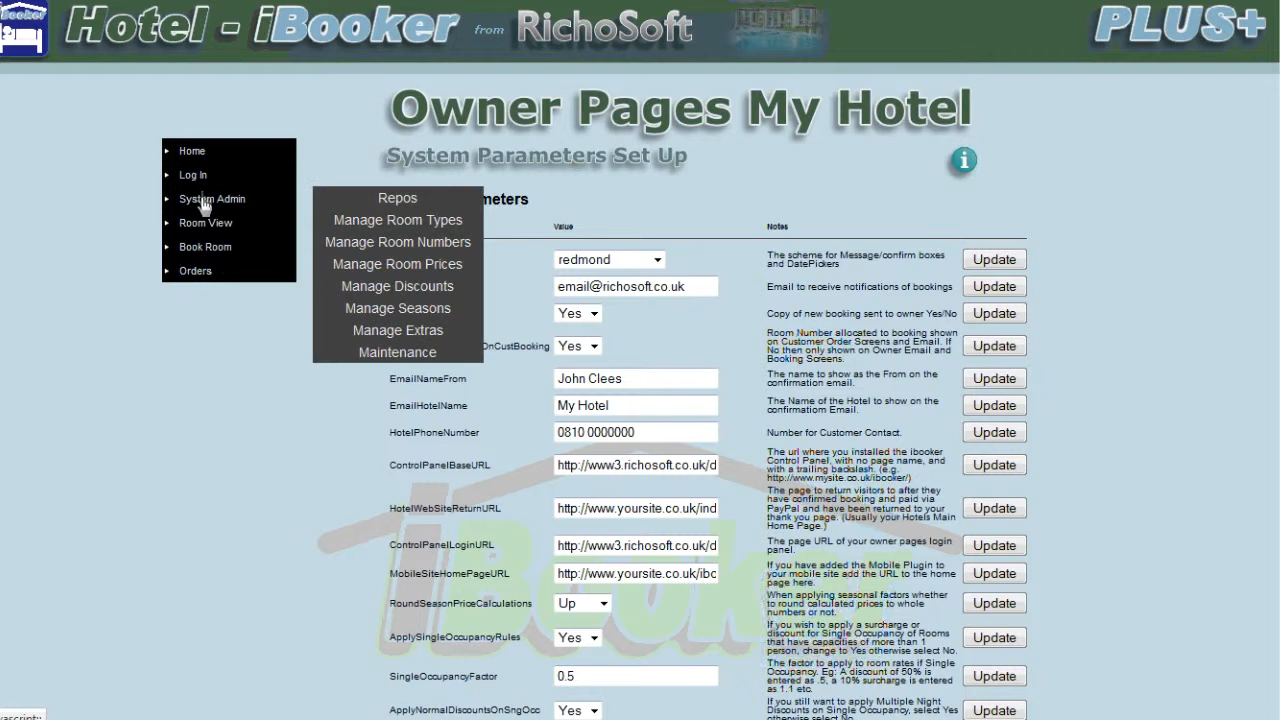 iBooker
Hotel - iBooker from RichoSoft
PLUS+
Owner Pages My Hotel
System Parameters Set Up
i
Home
Log In
System Admin
Room View
Book Room
Orders
Repos
Manage Room Types
Manage Room Numbers
Manage Room Prices
Manage Discounts
Manage Seasons
Manage Extras
Maintenance
meters
Value
Notes
redmond
The scheme for Message/confirm boxes
and DatePickers
Update
email@richosoft.co.uk
Email to receive notifications of bookings
Update
Yes
Copy of new booking sent to owner Yes/No
Update
OnCustBooking
Yes
Room Number allocated to booking shown
on Customer Order Screens and Email. If
No then only shown on Owner Email and
Booking Screens.
Update
EmailNameFrom
John Clees
The name to show as the From on the
confirmation email.
Update
EmailHotelName
My Hotel
The Name of the Hotel to show on the
confirmatiom Email.
Update
HotelPhoneNumber
0810 0000000
Number for Customer Contact.
Update
ControlPanelBaseURL
http://www3.richosoft.co.uk/d
The url where you installed the ibooker
Control Panel, with no page name, and
with a trailing backslash. (e.g.
http://www.mysite.co.uk/ibooker/)
Update
HotelWebSiteReturnURL
http://www.yoursite.co.uk/ind
The page to return visitors to after they
have confirmed booking and paid via
PayPal and have been returned to your
thank you page. (Usually your Hotels Main
Home Page.)
Update
ControlPanelLoginURL
http://www3.richosoft.co.uk/d
The page URL of your owner pages login
panel.
Update
MobileSiteHomePageURL
http://www.yoursite.co.uk/ibo
If you have added the Mobile Plugin to
your mobile site add the URL to the home
page here.
Update
RoundSeasonPriceCalculations
Up
When applying seasonal factors whether
to round calculated prices to whole
numbers or not.
Update
ApplySingleOccupancyRules
Yes
If you wish to apply a surcharge or
discount for Single Occupancy of Rooms
that have capacities of more than 1
person, change to Yes otherwise select No.
Update
SingleOccupancyFactor
0.5
The factor to apply to room rates if Single
Occupancy. Eg: A discount of 50% is
entered as .5, a 10% surcharge is entered
as 1.1 etc.
Update
ApplyNormalDiscountsOnSngOcc
Yes
If you still want to apply Multiple Night
Discounts on Single Occupancy, select Yes
otherwise select No.
Update
iBooker